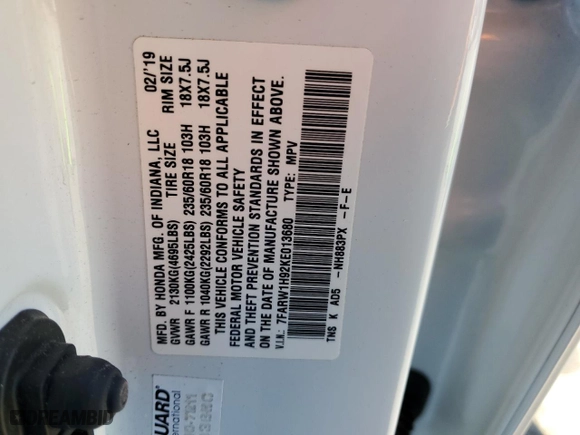 MFD. BY HONDA MFG. OF INDIANA, LLC 02/'19
GVWR 2130KG(4695LBS) TIRE SIZE RIM SIZE
GAWR F 1100KG(2425LBS) 235/60R18 103H 18X7.5J
GAWR R 1040KG(2292LBS) 235/60R18 103H 18X7.5J
THIS VEHICLE CONFORMS TO ALL APPLICABLE
FEDERAL MOTOR VEHICLE SAFETY
AND THEFT PREVENTION STANDARDS IN EFFECT
ON THE DATE OF MANUFACTURE SHOWN ABOVE.
V.I.N.: 7FARW1H92KE013680 TYPE: MPV
TNS K A05 -NH883PX -F-E
GUARD
international
DREAMBID